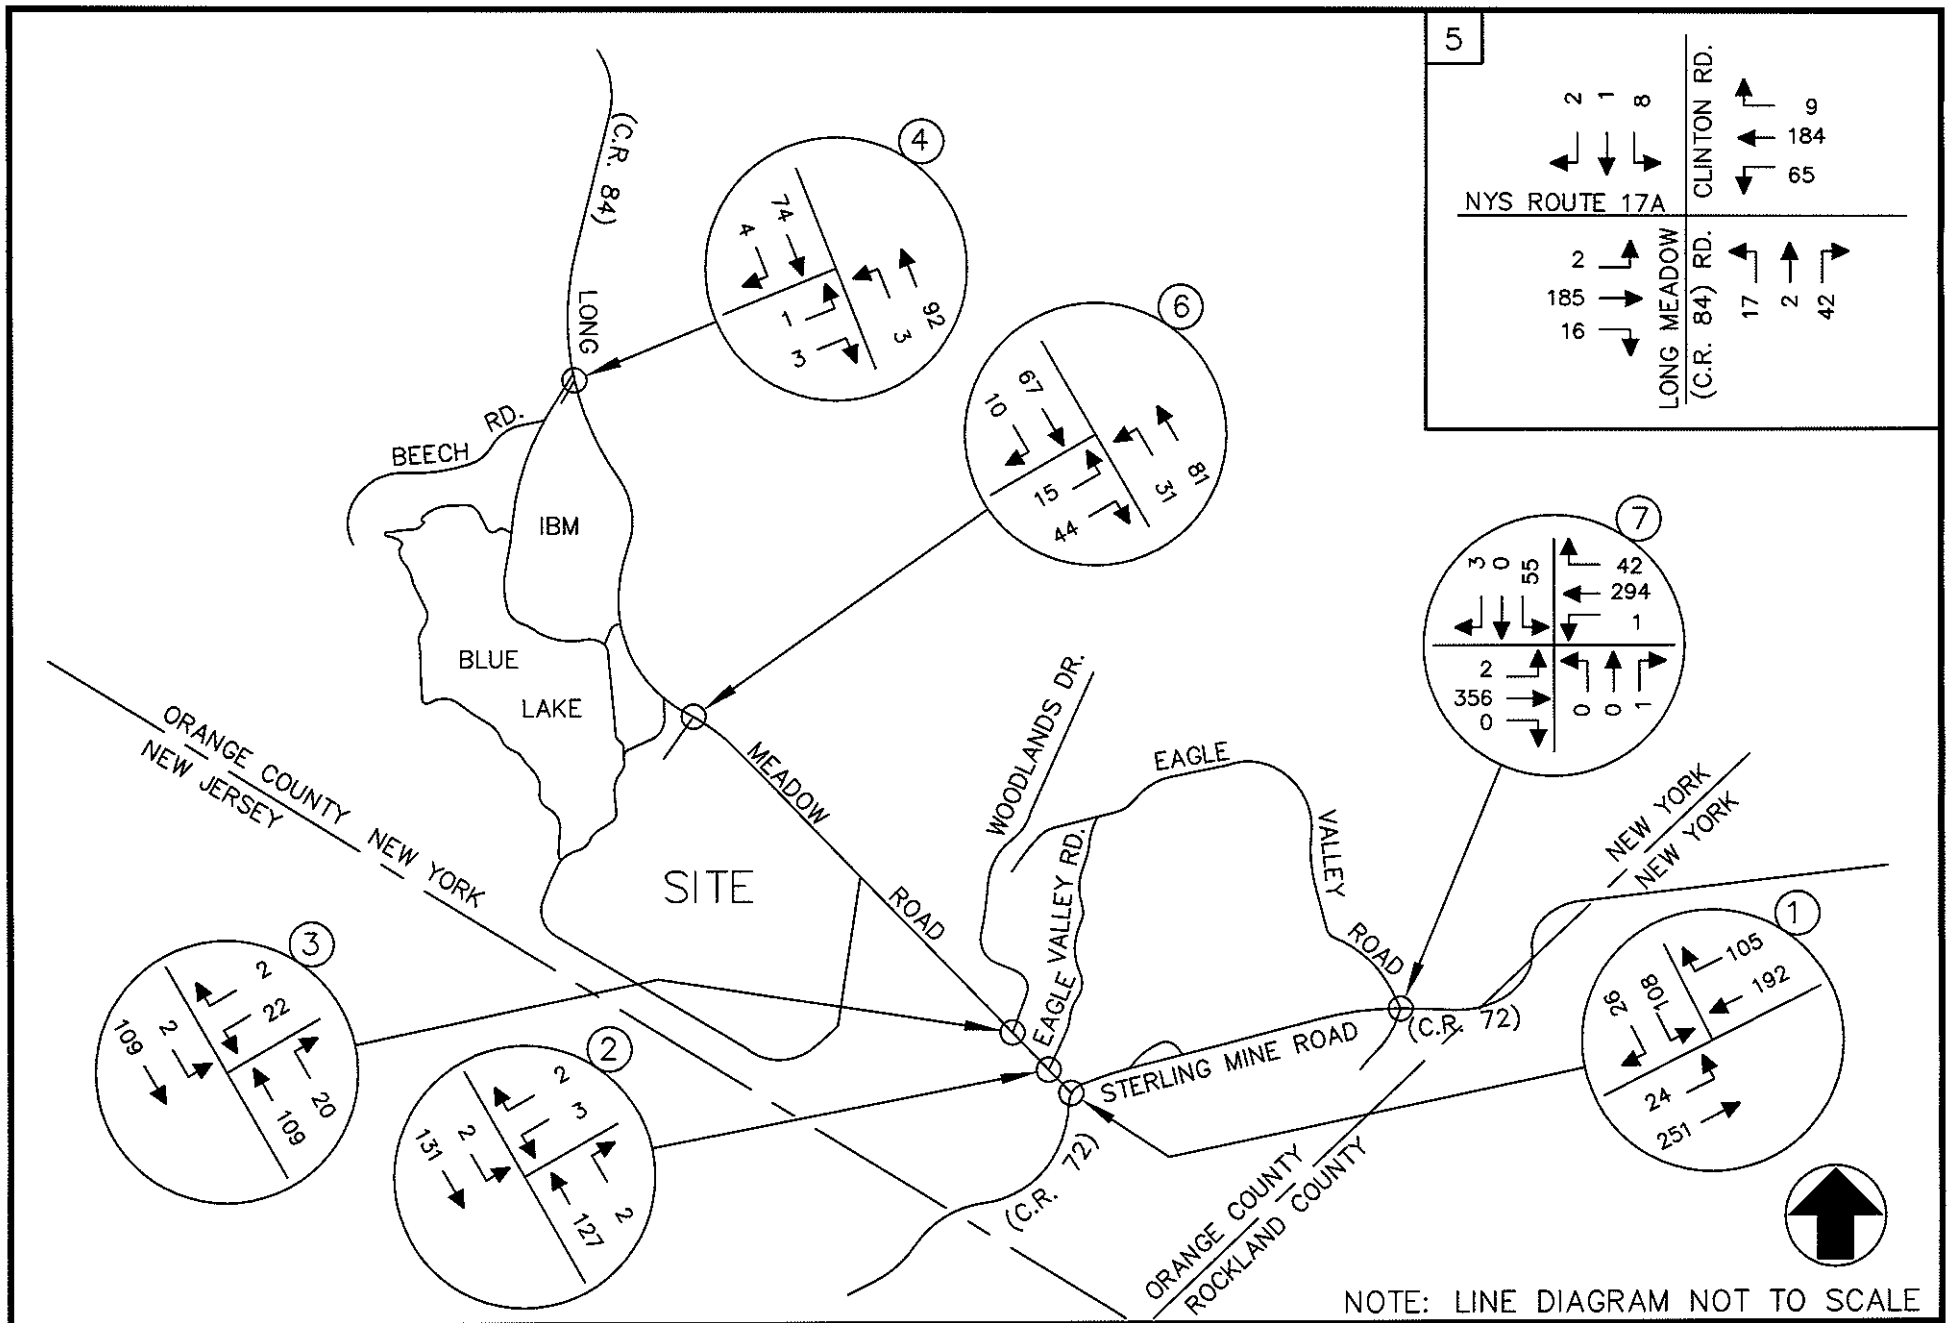 5
2 1 8
CLINTON RD.
9
184
65
NYS ROUTE 17A
2
185
16
LONG MEADOW
(C.R. 84) RD.
17 2 42
(C.R. 84)
LONG
4
74
4
1
3
92
3
6
67
10
15
44
81
31
BEECH RD.
IBM
BLUE
LAKE
7
3 0 55
42
294
1
2
356
0
0 0 1
ORANGE COUNTY NEW YORK
NEW JERSEY
MEADOW
ROAD
SITE
WOODLANDS DR.
EAGLE VALLEY RD.
EAGLE
VALLEY
ROAD
NEW YORK
NEW YORK
STERLING MINE ROAD
(C.R. 72)
(C.R. 72)
3
2
22
109
2
20
109
2
2
3
131
2
2
127
1
105
192
26
108
24
251
ORANGE COUNTY
ROCKLAND COUNTY
NOTE: LINE DIAGRAM NOT TO SCALE